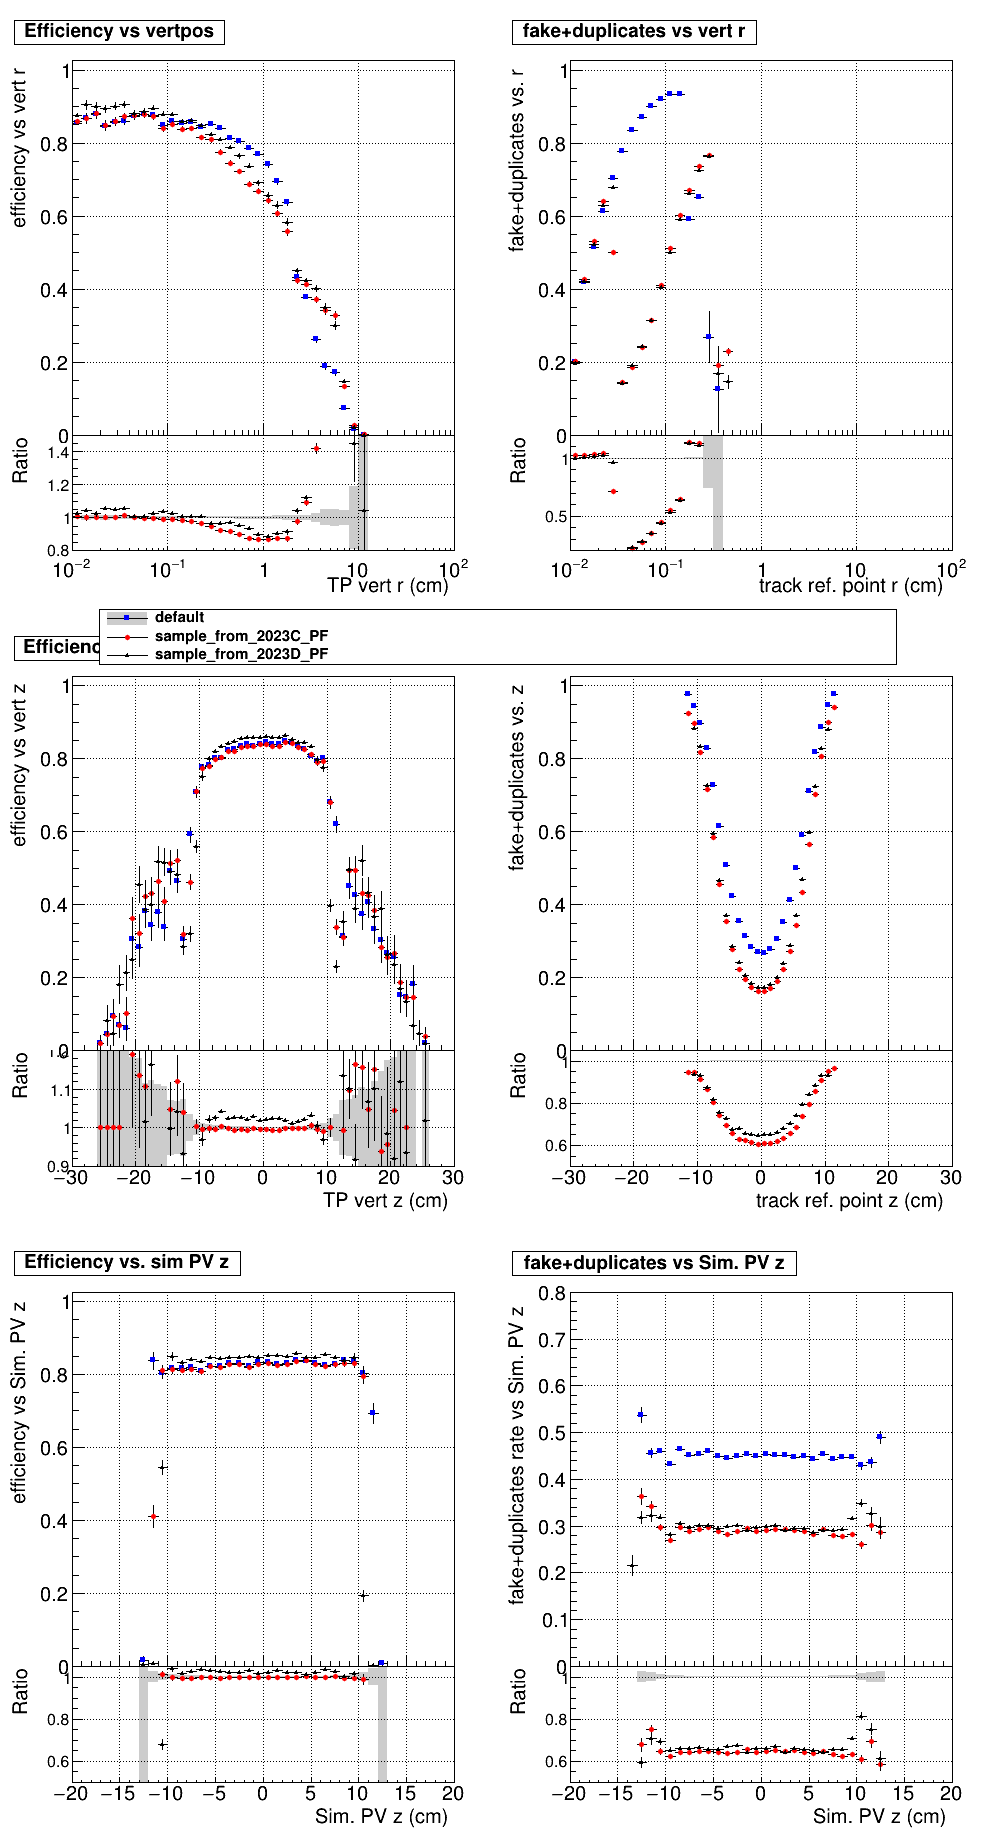 Efficiency vs vertpos
efficiency vs vert r
1
0.8
0.6
0.4
0.2
0
Ratio
1.4
1.2
1
0.8
10⁻² 10⁻¹ 1 10 10²
TP vert r (cm)
fake+duplicates vs vert r
fake+duplicates vs. r
1
0.8
0.6
0.4
0.2
0
Ratio
1
0.5
10⁻² 10⁻¹ 1 10 10²
track ref. point r (cm)
default
sample_from_2023C_PF
sample_from_2023D_PF
Efficienc
efficiency vs vert z
1
0.8
0.6
0.4
0.2
0
Ratio
1.1
1
0.9
−30 −20 −10 0 10 20 30
TP vert z (cm)
fake+duplicates vs. z
1
0.8
0.6
0.4
0.2
0
Ratio
1
0.8
0.6
−30 −20 −10 0 10 20 30
track ref. point z (cm)
Efficiency vs. sim PV z
efficiency vs Sim. PV z
1
0.8
0.6
0.4
0.2
0
Ratio
1
0.8
0.6
−20 −15 −10 −5 0 5 10 15 20
Sim. PV z (cm)
fake+duplicates vs Sim. PV z
fake+duplicates rate vs Sim. PV z
0.8
0.7
0.6
0.5
0.4
0.3
0.2
0.1
0
Ratio
1
0.8
0.6
−20 −15 −10 −5 0 5 10 15 20
Sim. PV z (cm)